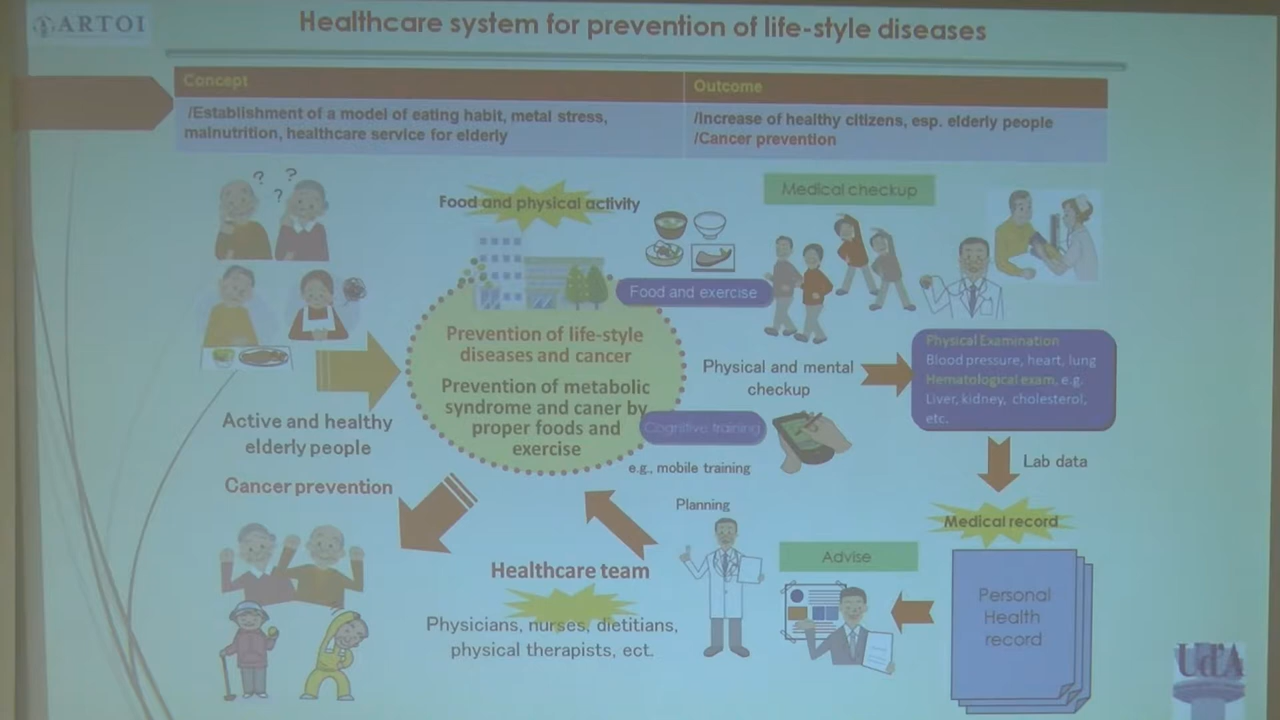 ARTOI
Healthcare system for prevention of life-style diseases
Concept
Outcome
/Establishment of a model of eating habit, metal stress,
malnutrition, healthcare service for elderly
/Increase of healthy citizens, esp. elderly people
/Cancer prevention
? ?
?
Food and physical activity
Medical checkup
Food and exercise
Prevention of life-style
diseases and cancer
Prevention of metabolic
syndrome and caner by
proper foods and
exercise
Physical and mental
checkup
Physical Examination
Blood pressure, heart, lung
Hematological exam, e.g.
Liver, kidney, cholesterol,
etc.
Active and healthy
elderly people
Cognitive training
e.g., mobile training
Lab data
Cancer prevention
Planning
Medical record
Advise
Healthcare team
Physicians, nurses, dietitians,
physical therapists, ect.
Personal
Health
record
Ud'A